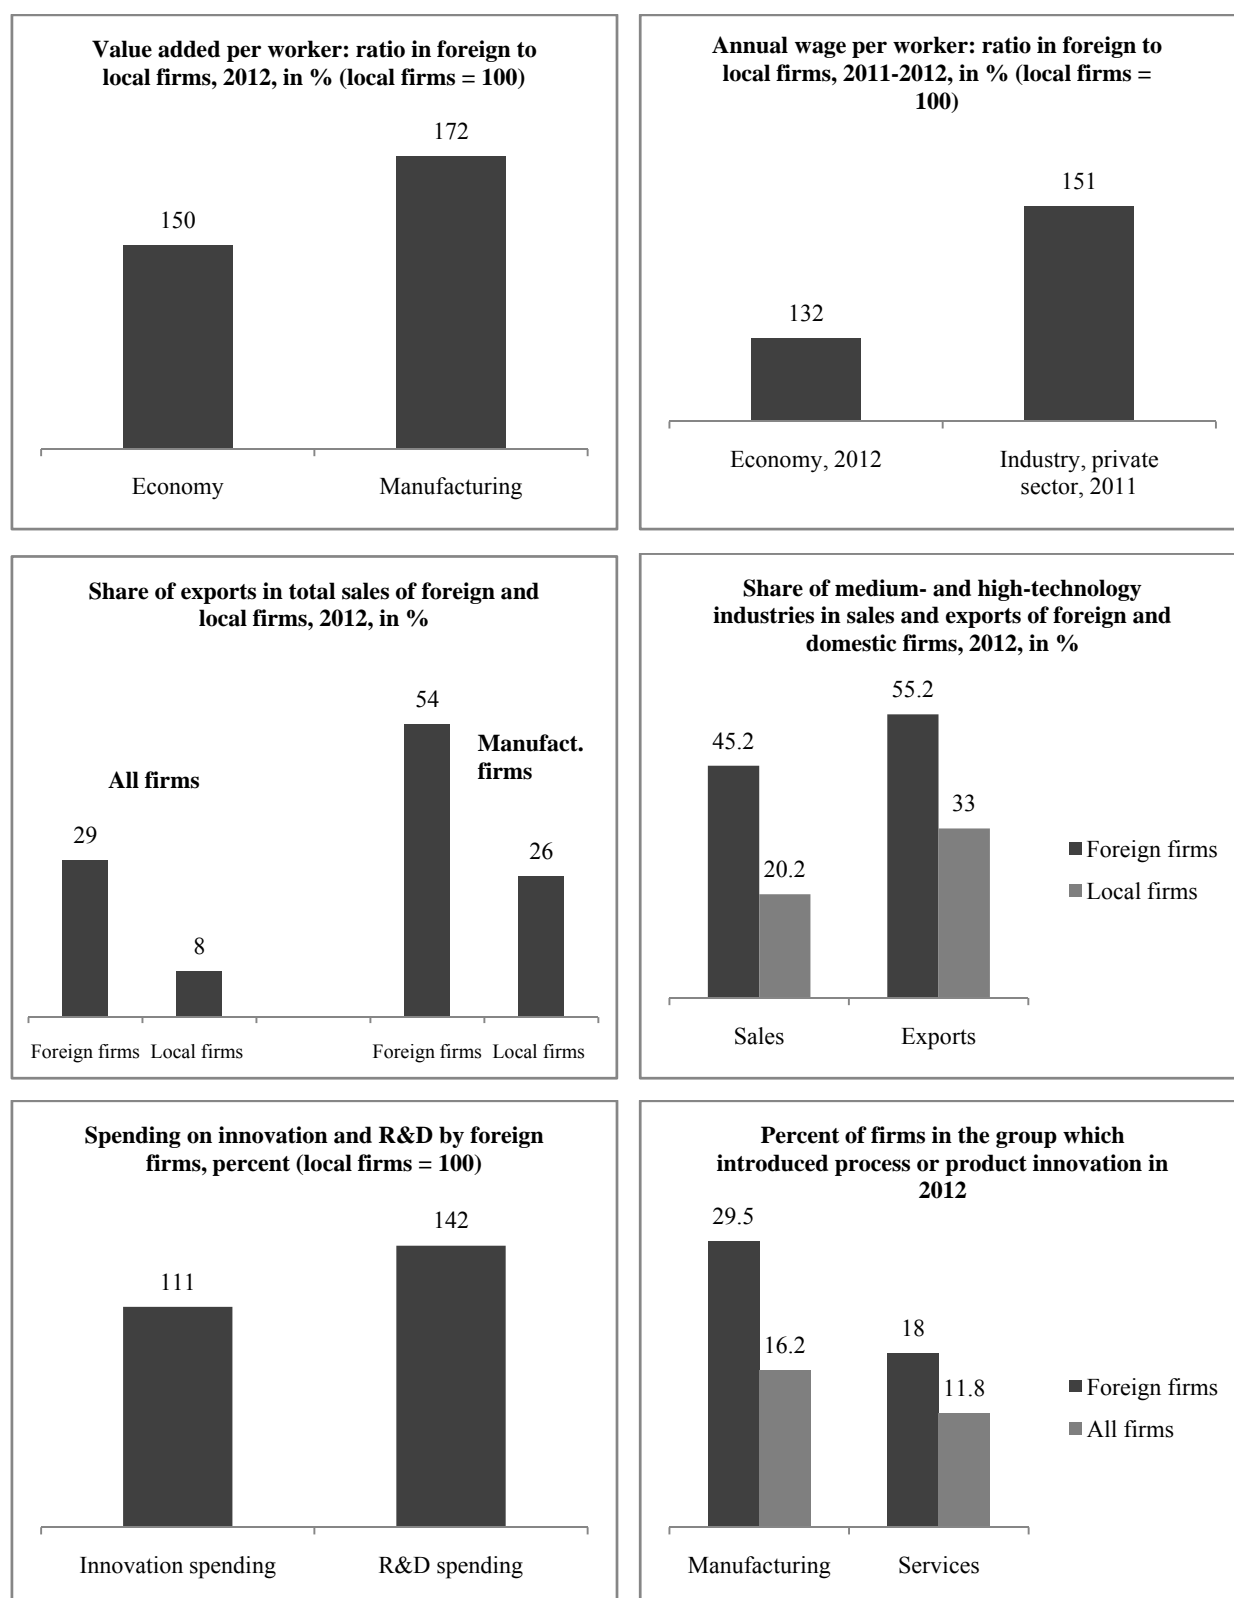 Value added per worker: ratio in foreign to
local firms, 2012, in % (local firms = 100)
172
150
Economy
Manufacturing
Annual wage per worker: ratio in foreign to
local firms, 2011-2012, in % (local firms =
100)
151
132
Economy, 2012
Industry, private
sector, 2011
Share of exports in total sales of foreign and
local firms, 2012, in %
54
Manufact.
firms
All firms
29
26
8
Foreign firms
Local firms
Foreign firms
Local firms
Share of medium- and high-technology
industries in sales and exports of foreign and
domestic firms, 2012, in %
55.2
45.2
33
20.2
Foreign firms
Local firms
Sales
Exports
Spending on innovation and R&D by foreign
firms, percent (local firms = 100)
142
111
Innovation spending
R&D spending
Percent of firms in the group which
introduced process or product innovation in
2012
29.5
16.2
18
11.8
Foreign firms
All firms
Manufacturing
Services